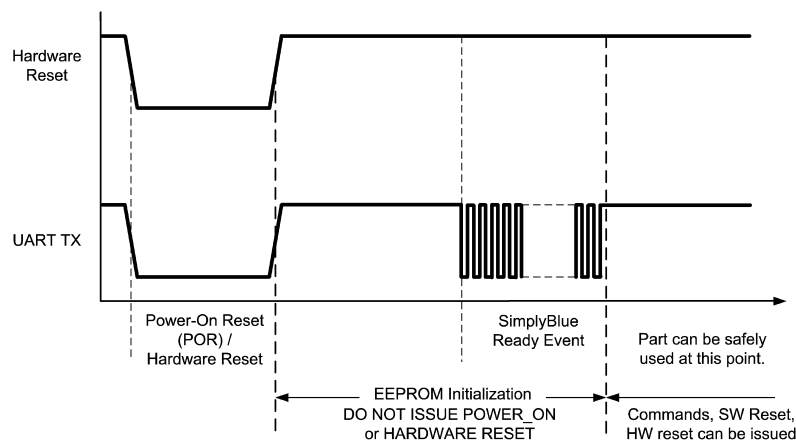 Hardware
Reset
UART TX
Power-On Reset
(POR) /
Hardware Reset
SimplyBlue
Ready Event
Part can be safely
used at this point.
EEPROM Initialization
DO NOT ISSUE POWER_ON
or HARDWARE RESET
Commands, SW Reset,
HW reset can be issued